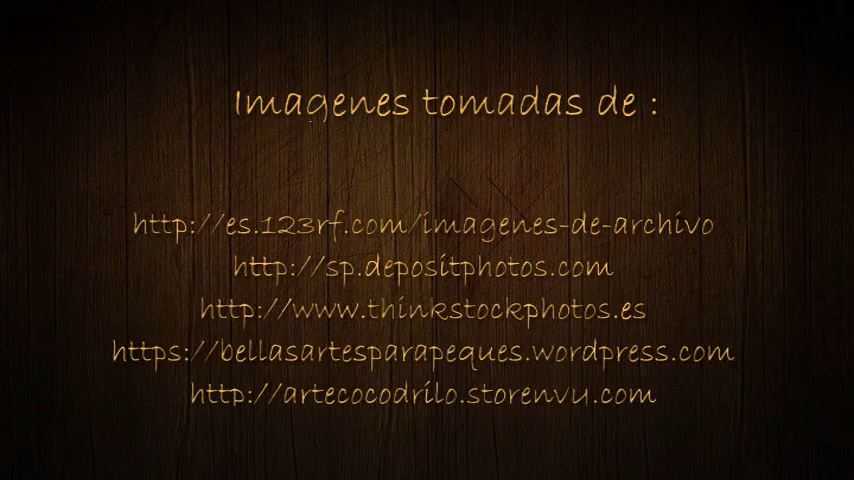 Imagenes tomadas de :
http://es.123rf.com/imagenes-de-archivo
http://sp.depositphotos.com
http://www.thinkstockphotos.es
https://bellasartesparapeques.wordpress.com
http://artecocodrilo.storenvy.com